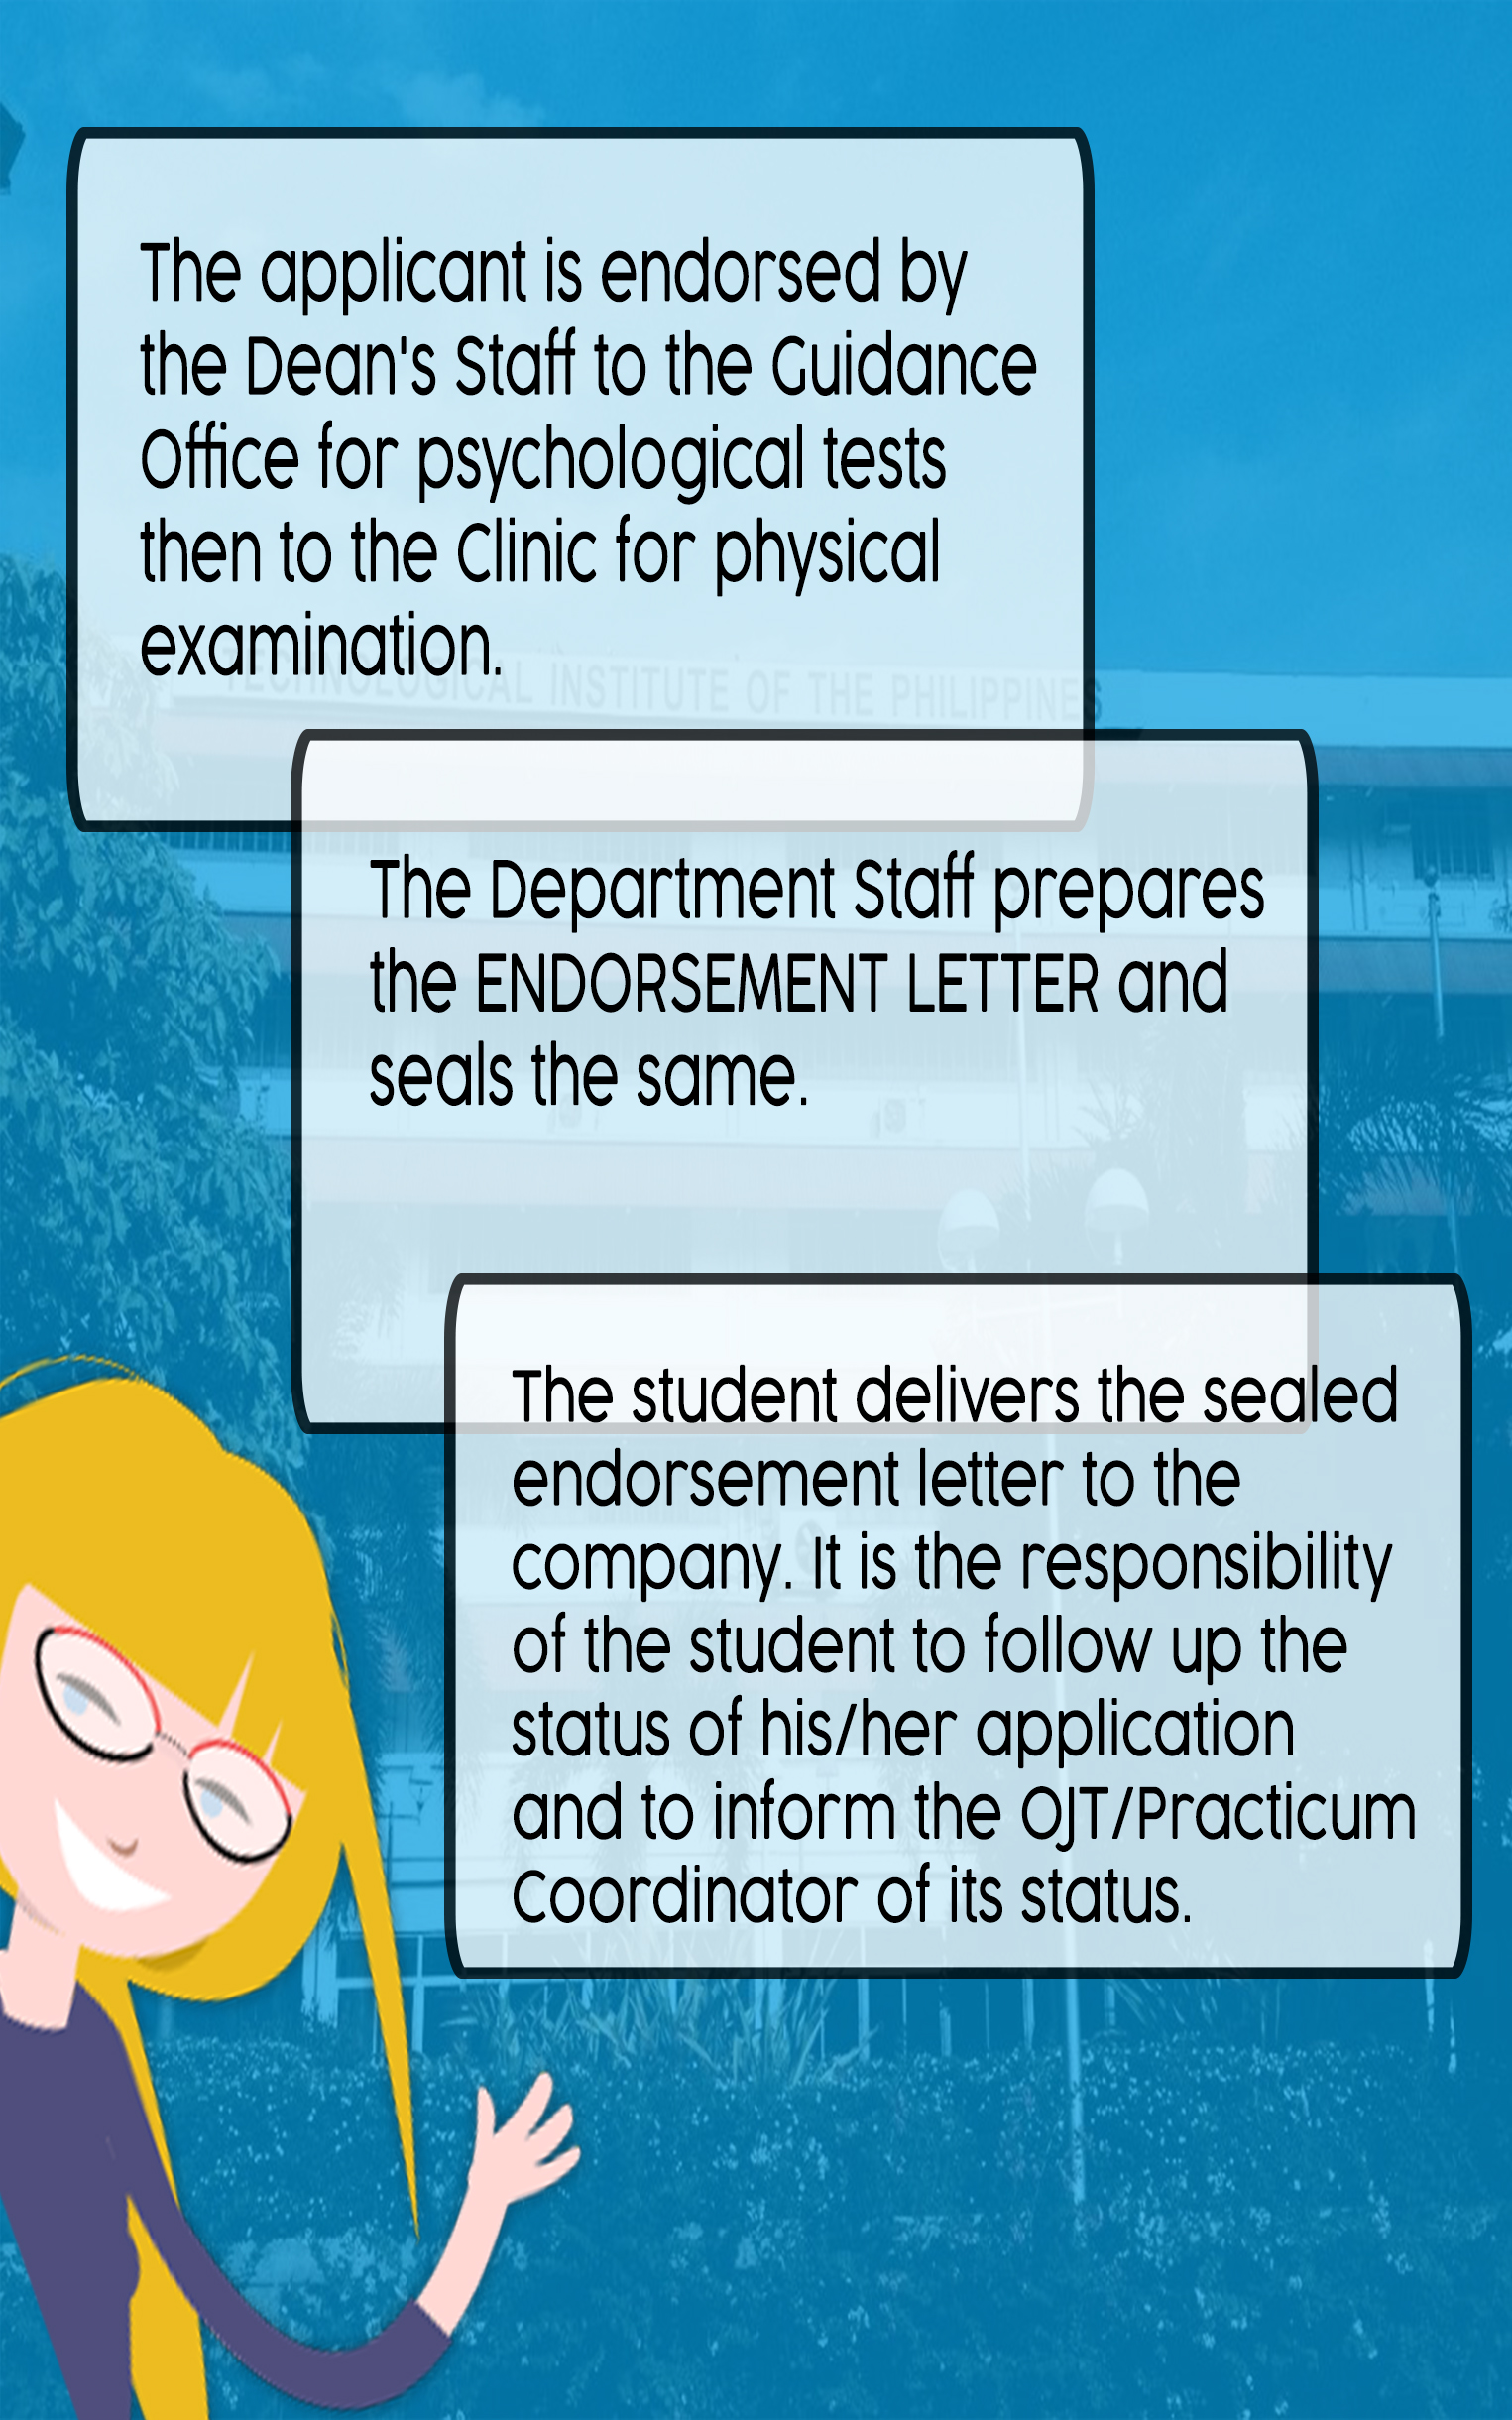 The applicant is endorsed by
the Dean's Staff to the Guidance
Office for psychological tests
then to the Clinic for physical
examination.
TECHNOLOGICAL INSTITUTE OF THE PHILIPPINES
The Department Staff prepares
the ENDORSEMENT LETTER and
seals the same.
The student delivers the sealed
endorsement letter to the
company. It is the responsibility
of the student to follow up the
status of his/her application
and to inform the OJT/Practicum
Coordinator of its status.